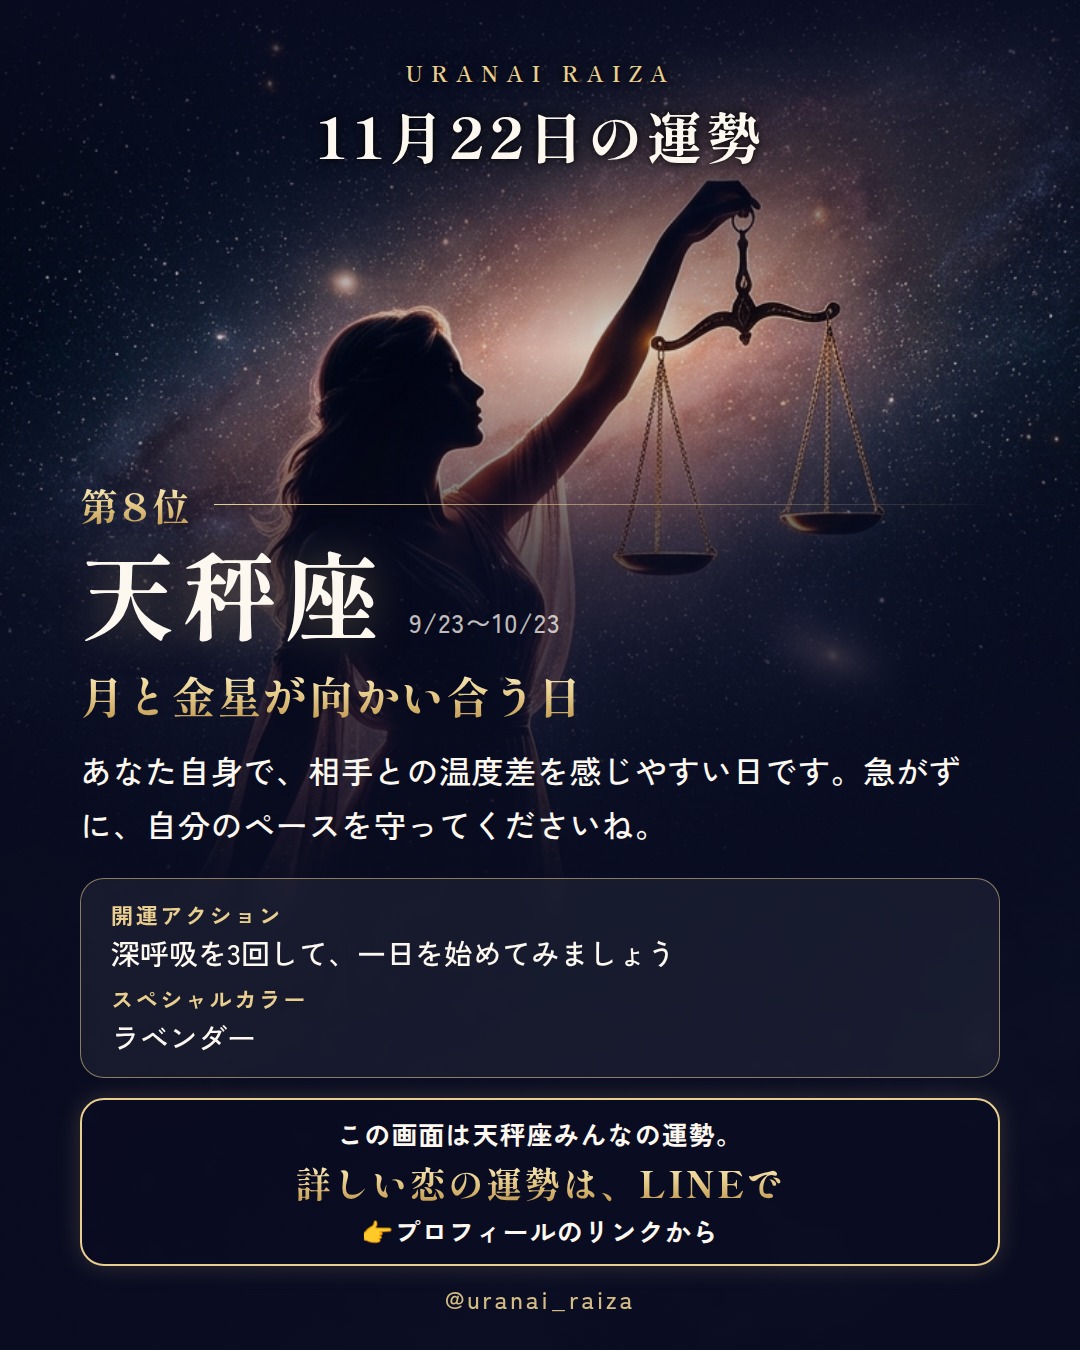 URANAI RAIZA
11月22日の運勢
第8位
天秤座 9/23〜10/23
月と金星が向かい合う日
あなた自身で、相手との温度差を感じやすい日です。急がず
に、自分のペースを守ってくださいね。
開運アクション
深呼吸を3回して、一日を始めてみましょう
スペシャルカラー
ラベンダー
この画面は天秤座みんなの運勢。
詳しい恋の運勢は、LINEで
👉プロフィールのリンクから
@uranai_raiza